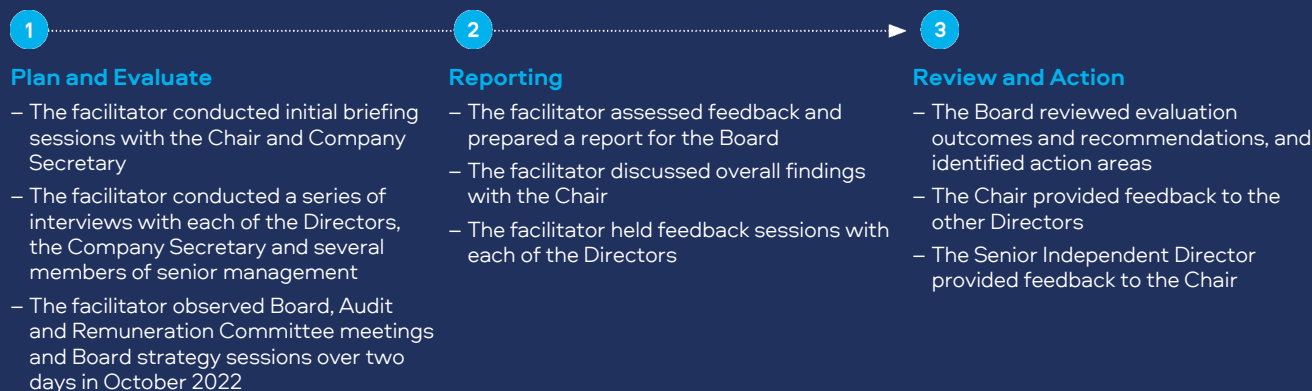 1
Plan and Evaluate
– The facilitator conducted initial briefing
sessions with the Chair and Company
Secretary
– The facilitator conducted a series of
interviews with each of the Directors,
the Company Secretary and several
members of senior management
– The facilitator observed Board, Audit
and Remuneration Committee meetings
and Board strategy sessions over two
days in October 2022
2
Reporting
– The facilitator assessed feedback and
prepared a report for the Board
– The facilitator discussed overall findings
with the Chair
– The facilitator held feedback sessions with
each of the Directors
3
Review and Action
– The Board reviewed evaluation
outcomes and recommendations, and
identified action areas
– The Chair provided feedback to the
other Directors
– The Senior Independent Director
provided feedback to the Chair